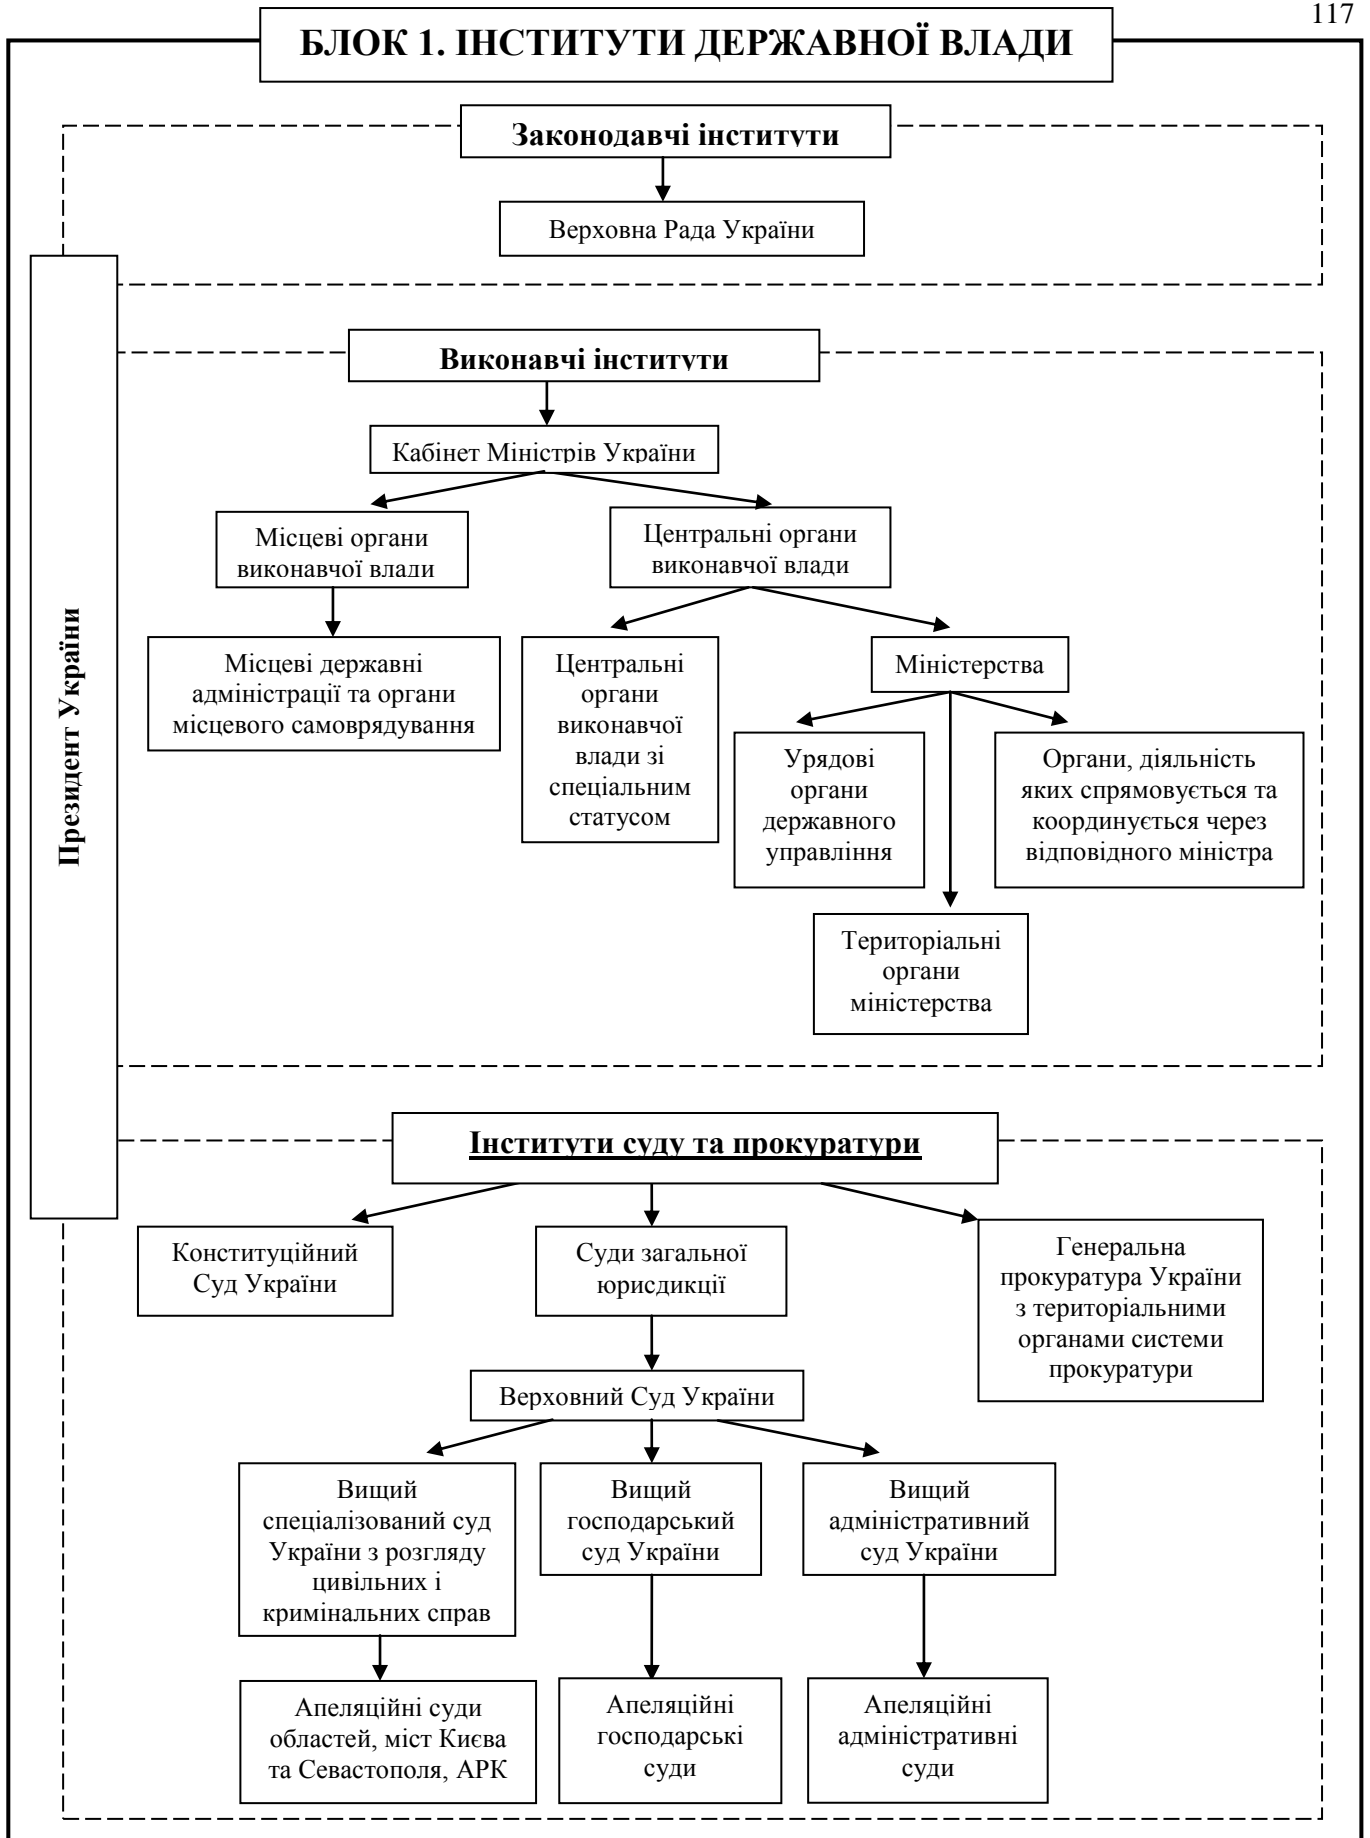 117
БЛОК 1. ІНСТИТУТИ ДЕРЖАВНОЇ ВЛАДИ
Законодавчі інститути
Верховна Рада України
Президент України
Виконавчі інститути
Кабінет Міністрів України
Місцеві органи
виконавчої влади
Центральні органи
виконавчої влади
Місцеві державні
адміністрації та органи
місцевого самоврядування
Центральні
органи
виконавчої
влади зі
спеціальним
статусом
Міністерства
Урядові
органи
державного
управління
Органи, діяльність
яких спрямовується та
координується через
відповідного міністра
Територіальні
органи
міністерства
Інститути суду та прокуратури
Конституційний
Суд України
Суди загальної
юрисдикції
Генеральна
прокуратура України
з територіальними
органами системи
прокуратури
Верховний Суд України
Вищий
спеціалізований суд
України з розгляду
цивільних і
кримінальних справ
Вищий
господарський
суд України
Вищий
адміністративний
суд України
Апеляційні суди
областей, міст Києва
та Севастополя, АРК
Апеляційні
господарські
суди
Апеляційні
адміністративні
суди